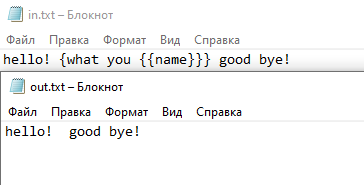 in.txt – Блокнот
Файл Правка Формат Вид Справка
hello! {what you {{name}}} good bye!
out.txt – Блокнот
Файл Правка Формат Вид Справка
hello!  good bye!